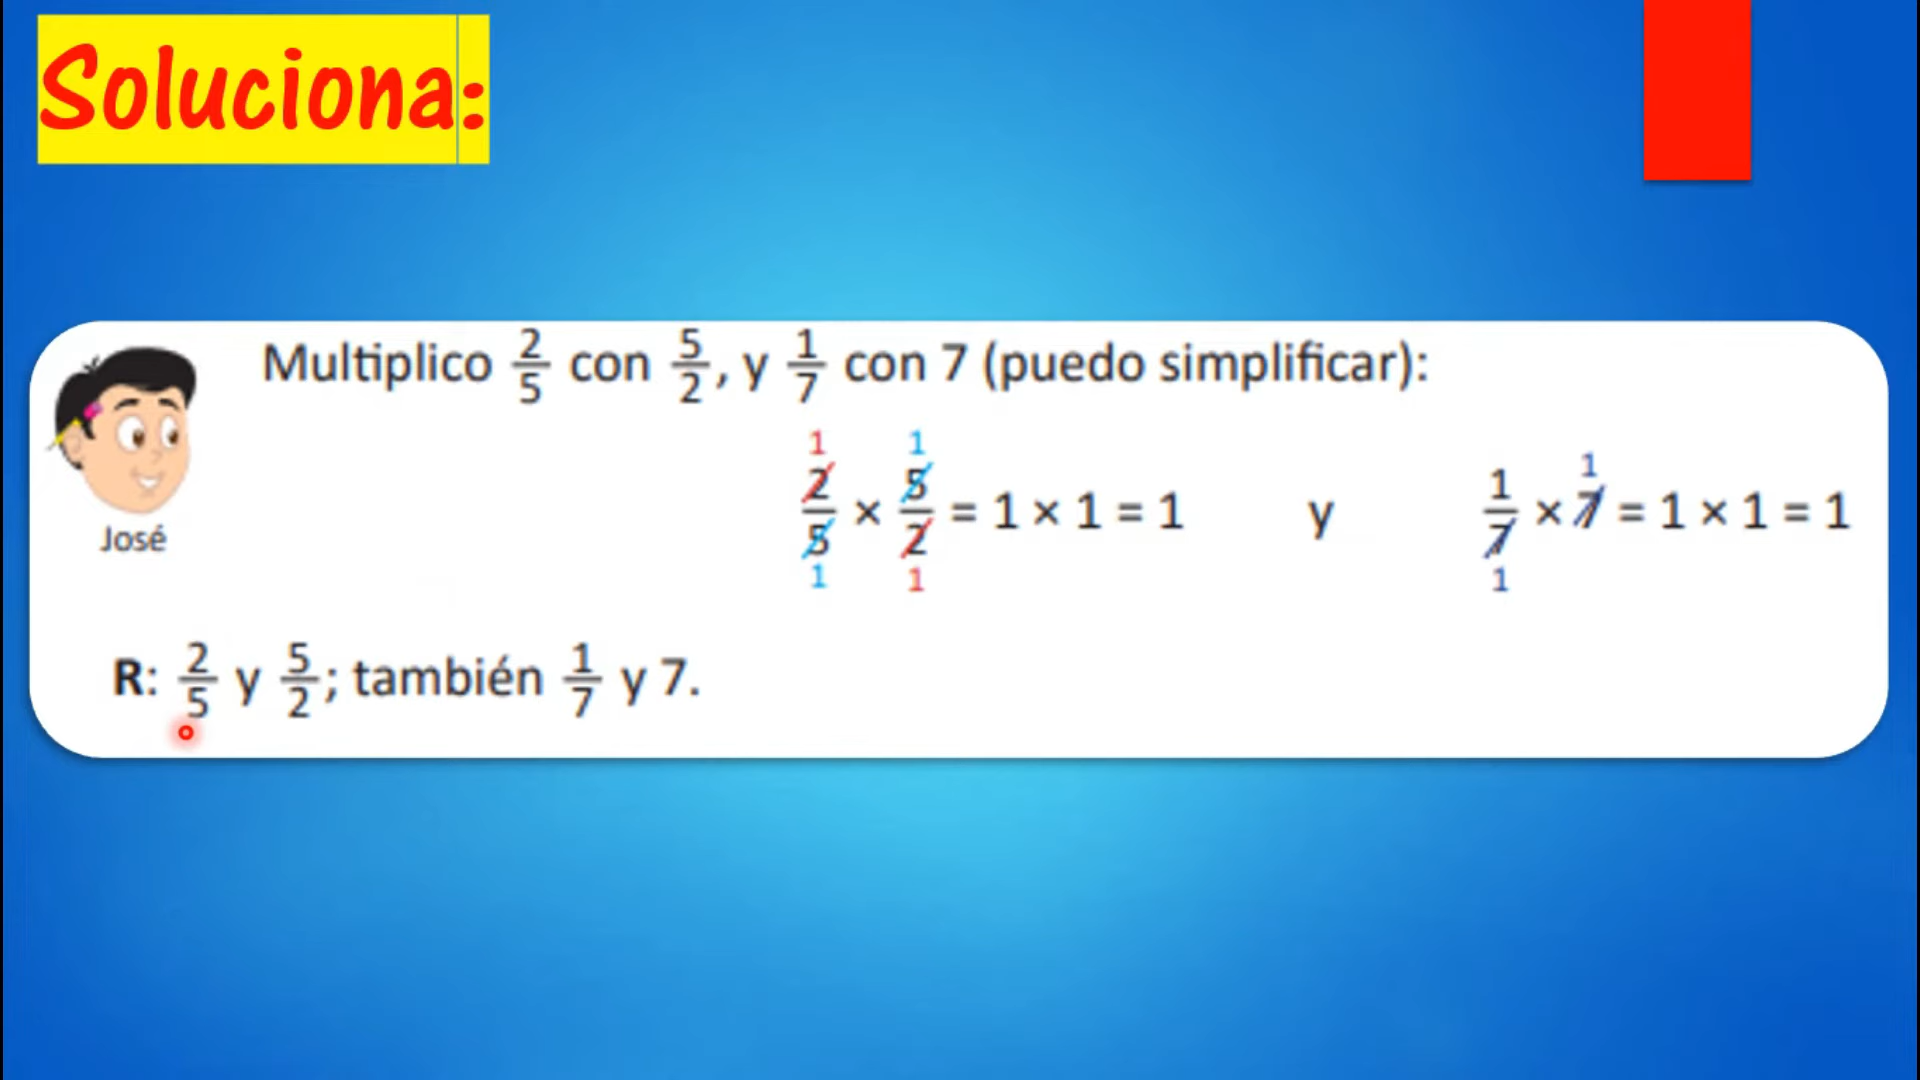 Soluciona:
Multiplico 2/5 con 5/2, y 1/7 con 7 (puedo simplificar):
1 1 1
2/5 × 5/2 = 1 × 1 = 1 y 1/7 × 7 = 1 × 1 = 1
1 1 1
José
R: 2/5 y 5/2; también 1/7 y 7.